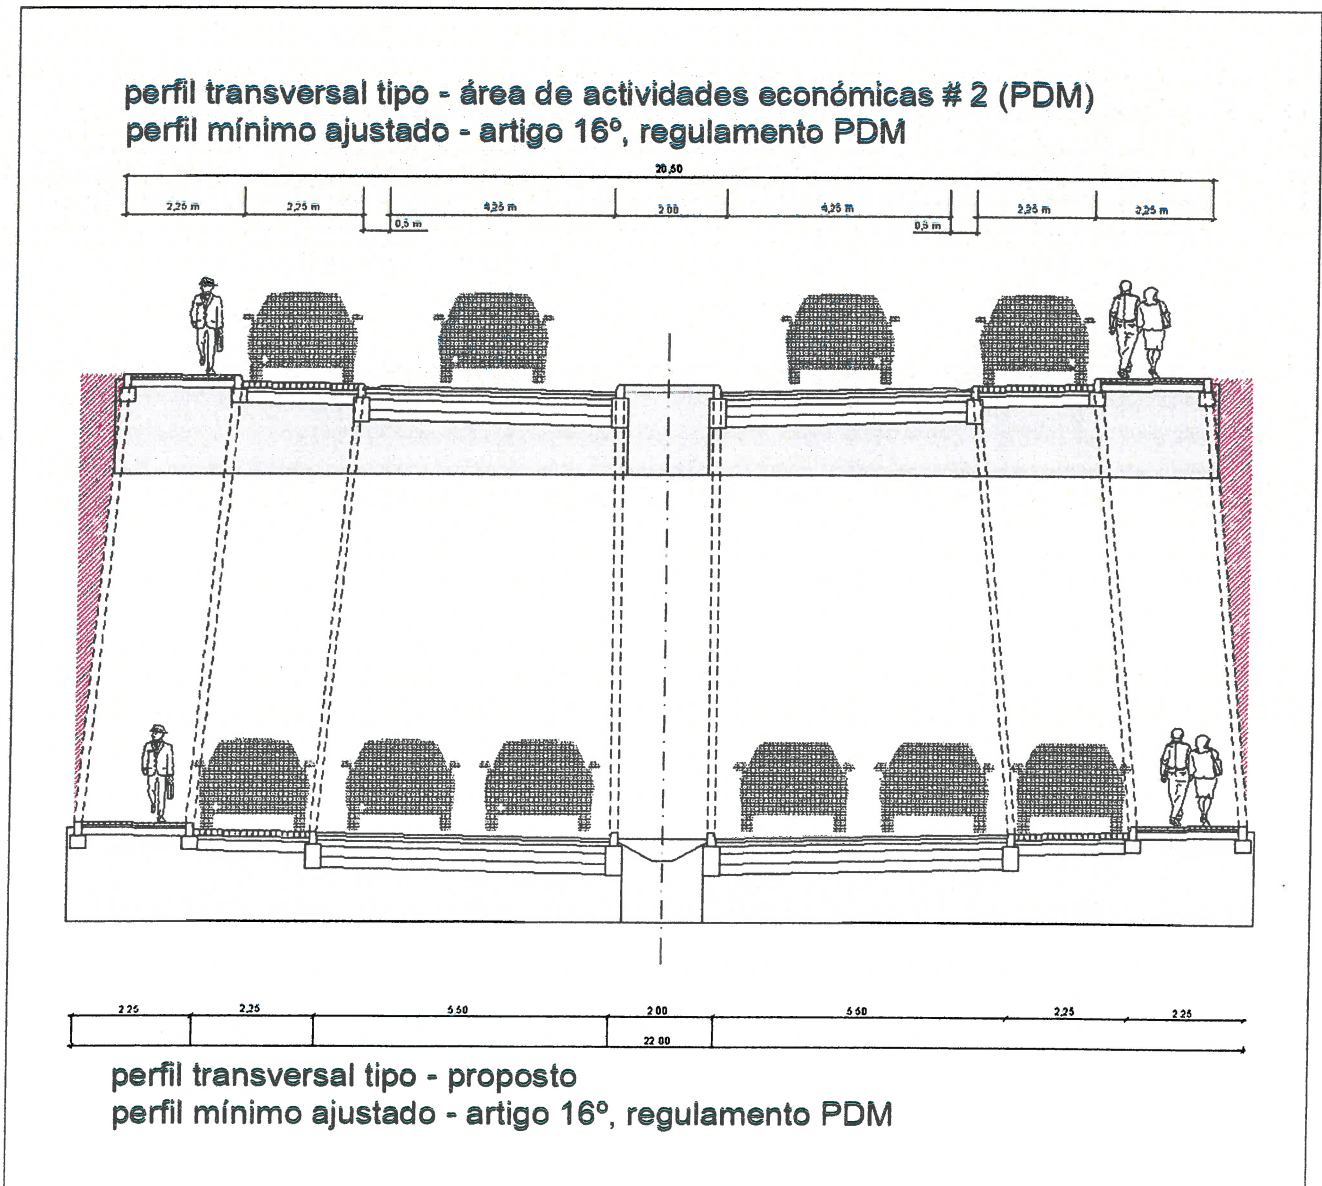 perfil transversal tipo - área de actividades económicas # 2 (PDM)
perfil mínimo ajustado - artigo 16º, regulamento PDM
20,50
2,25 m 2,25 m 4,25 m 2 00 4,25 m 2,25 m 2,25 m
0,5 m 0,5 m
2 25 2,25 5 50 2 00 5 50 2,25 2 25
22 00
perfil transversal tipo - proposto
perfil mínimo ajustado - artigo 16º, regulamento PDM